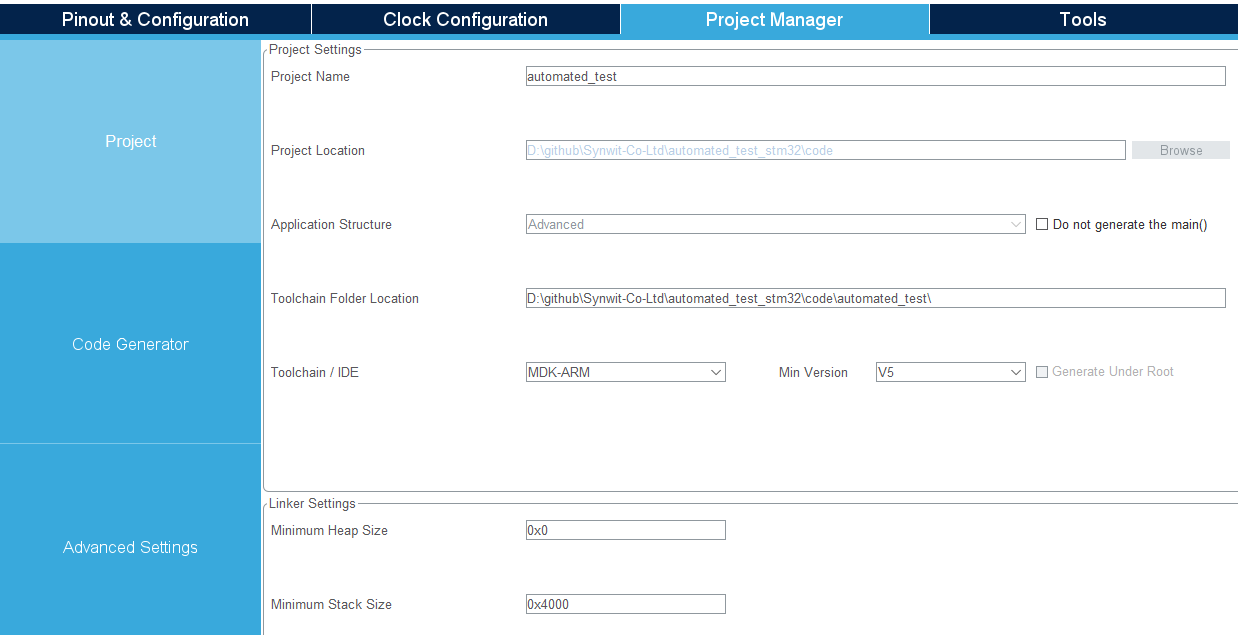 Pinout & Configuration Clock Configuration Project Manager Tools
Project
Code Generator
Advanced Settings
Project Settings
Project Name automated_test
Project Location D:\github\Synwit-Co-Ltd\automated_test_stm32\code Browse
Application Structure Advanced Do not generate the main()
Toolchain Folder Location D:\github\Synwit-Co-Ltd\automated_test_stm32\code\automated_test\
Toolchain / IDE MDK-ARM Min Version V5 Generate Under Root
Linker Settings
Minimum Heap Size 0x0
Minimum Stack Size 0x4000